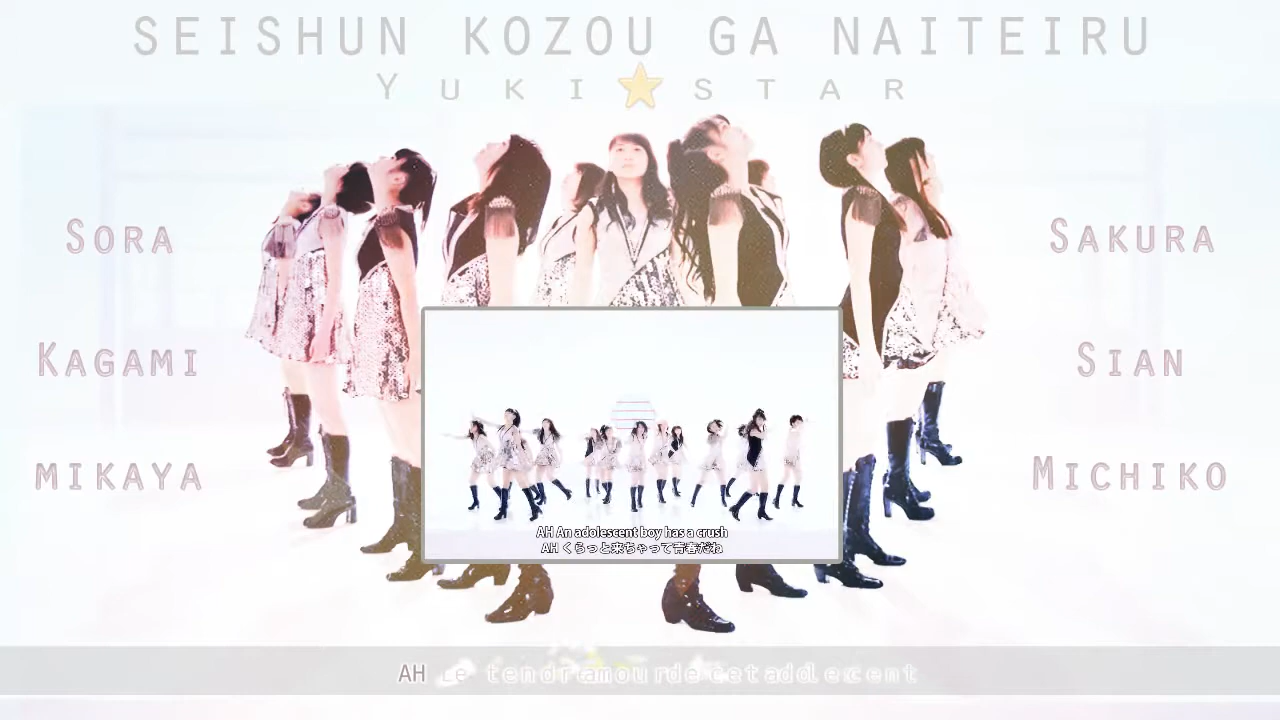 SEISHUN KOZOU GA NAITEIRU
YUKI⭐STAR
SORA
SAKURA
KAGAMI
SIAN
MIKAYA
MICHIKO
AH An adolescent boy has a crush
AH くらっと来ちゃって青春だね
AH Le tendr amour de cet